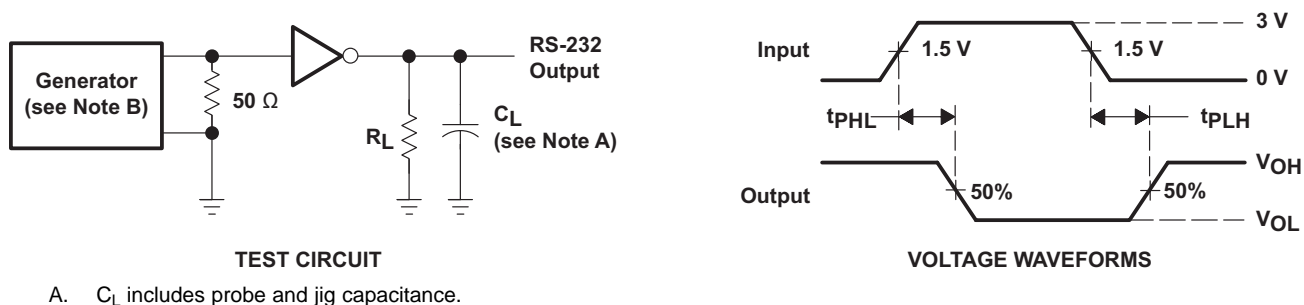 Generator
(see Note B)
50 Ω
RL
CL
(see Note A)
RS-232
Output
TEST CIRCUIT
Input
1.5 V
1.5 V
3 V
0 V
tPHL
tPLH
Output
50%
50%
VOH
VOL
VOLTAGE WAVEFORMS
A. CL includes probe and jig capacitance.